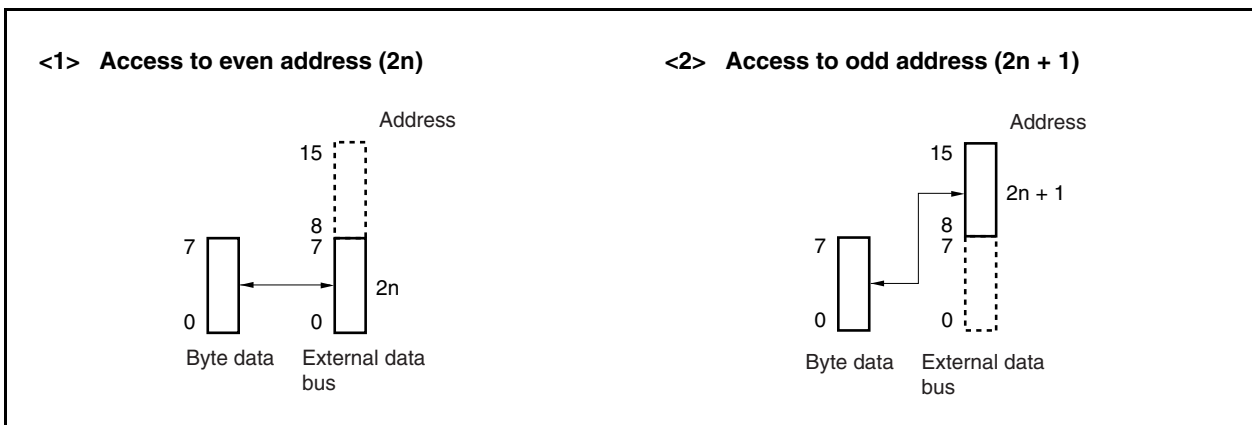 <1> Access to even address (2n)
Address
15
8
7
7
2n
0
0
Byte data
External data
bus
<2> Access to odd address (2n + 1)
Address
15
2n + 1
8
7
7
0
0
Byte data
External data
bus